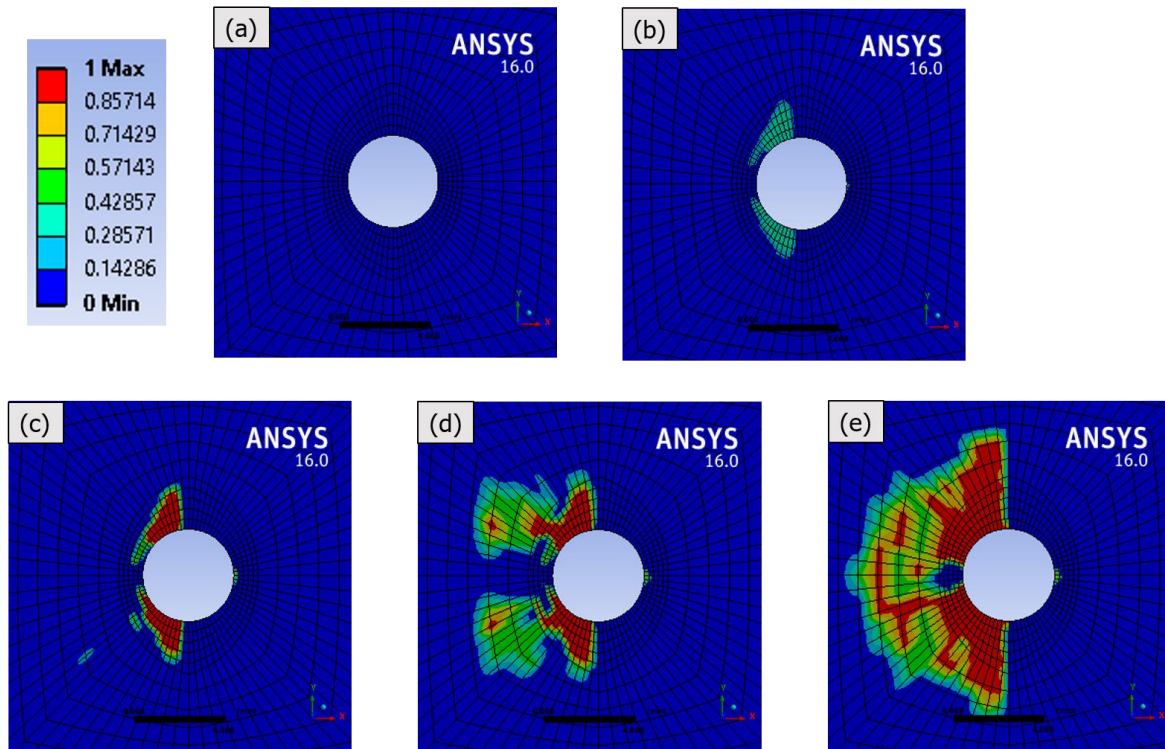 (a)
ANSYS
16.0
(b)
ANSYS
16.0
1 Max
0.85714
0.71429
0.57143
0.42857
0.28571
0.14286
0 Min
Y
X
Y
X
(c)
ANSYS
16.0
(d)
ANSYS
16.0
(e)
ANSYS
16.0
Y
X
Y
X
Y
X